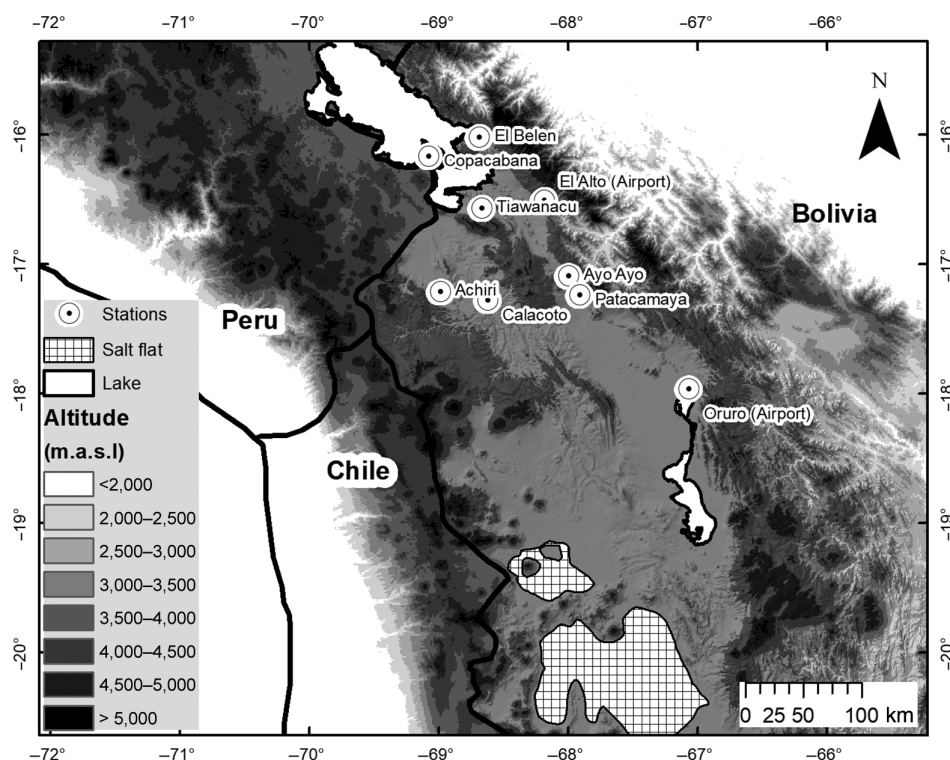 −72 −71 −70 −69 −68 −67 −66
−16° −16°
N
El Belen
Copacabana
El Alto (Airport)
Tiawanacu
Bolivia
−17° −17°
Ayo Ayo
Achiri
Patacamaya
Calacoto
Peru
Stations
Salt flat
Lake
−18° −18°
Oruro (Airport)
Altitude
(m.a.s.l)
Chile
<2,000
2,000–2,500
−19° −19°
2,500–3,000
3,000–3,500
3,500–4,000
4,000–4,500
−20° −20°
4,500–5,000
> 5,000
0 25 50 100 km
−72 −71 −70 −69 −68 −67 −66